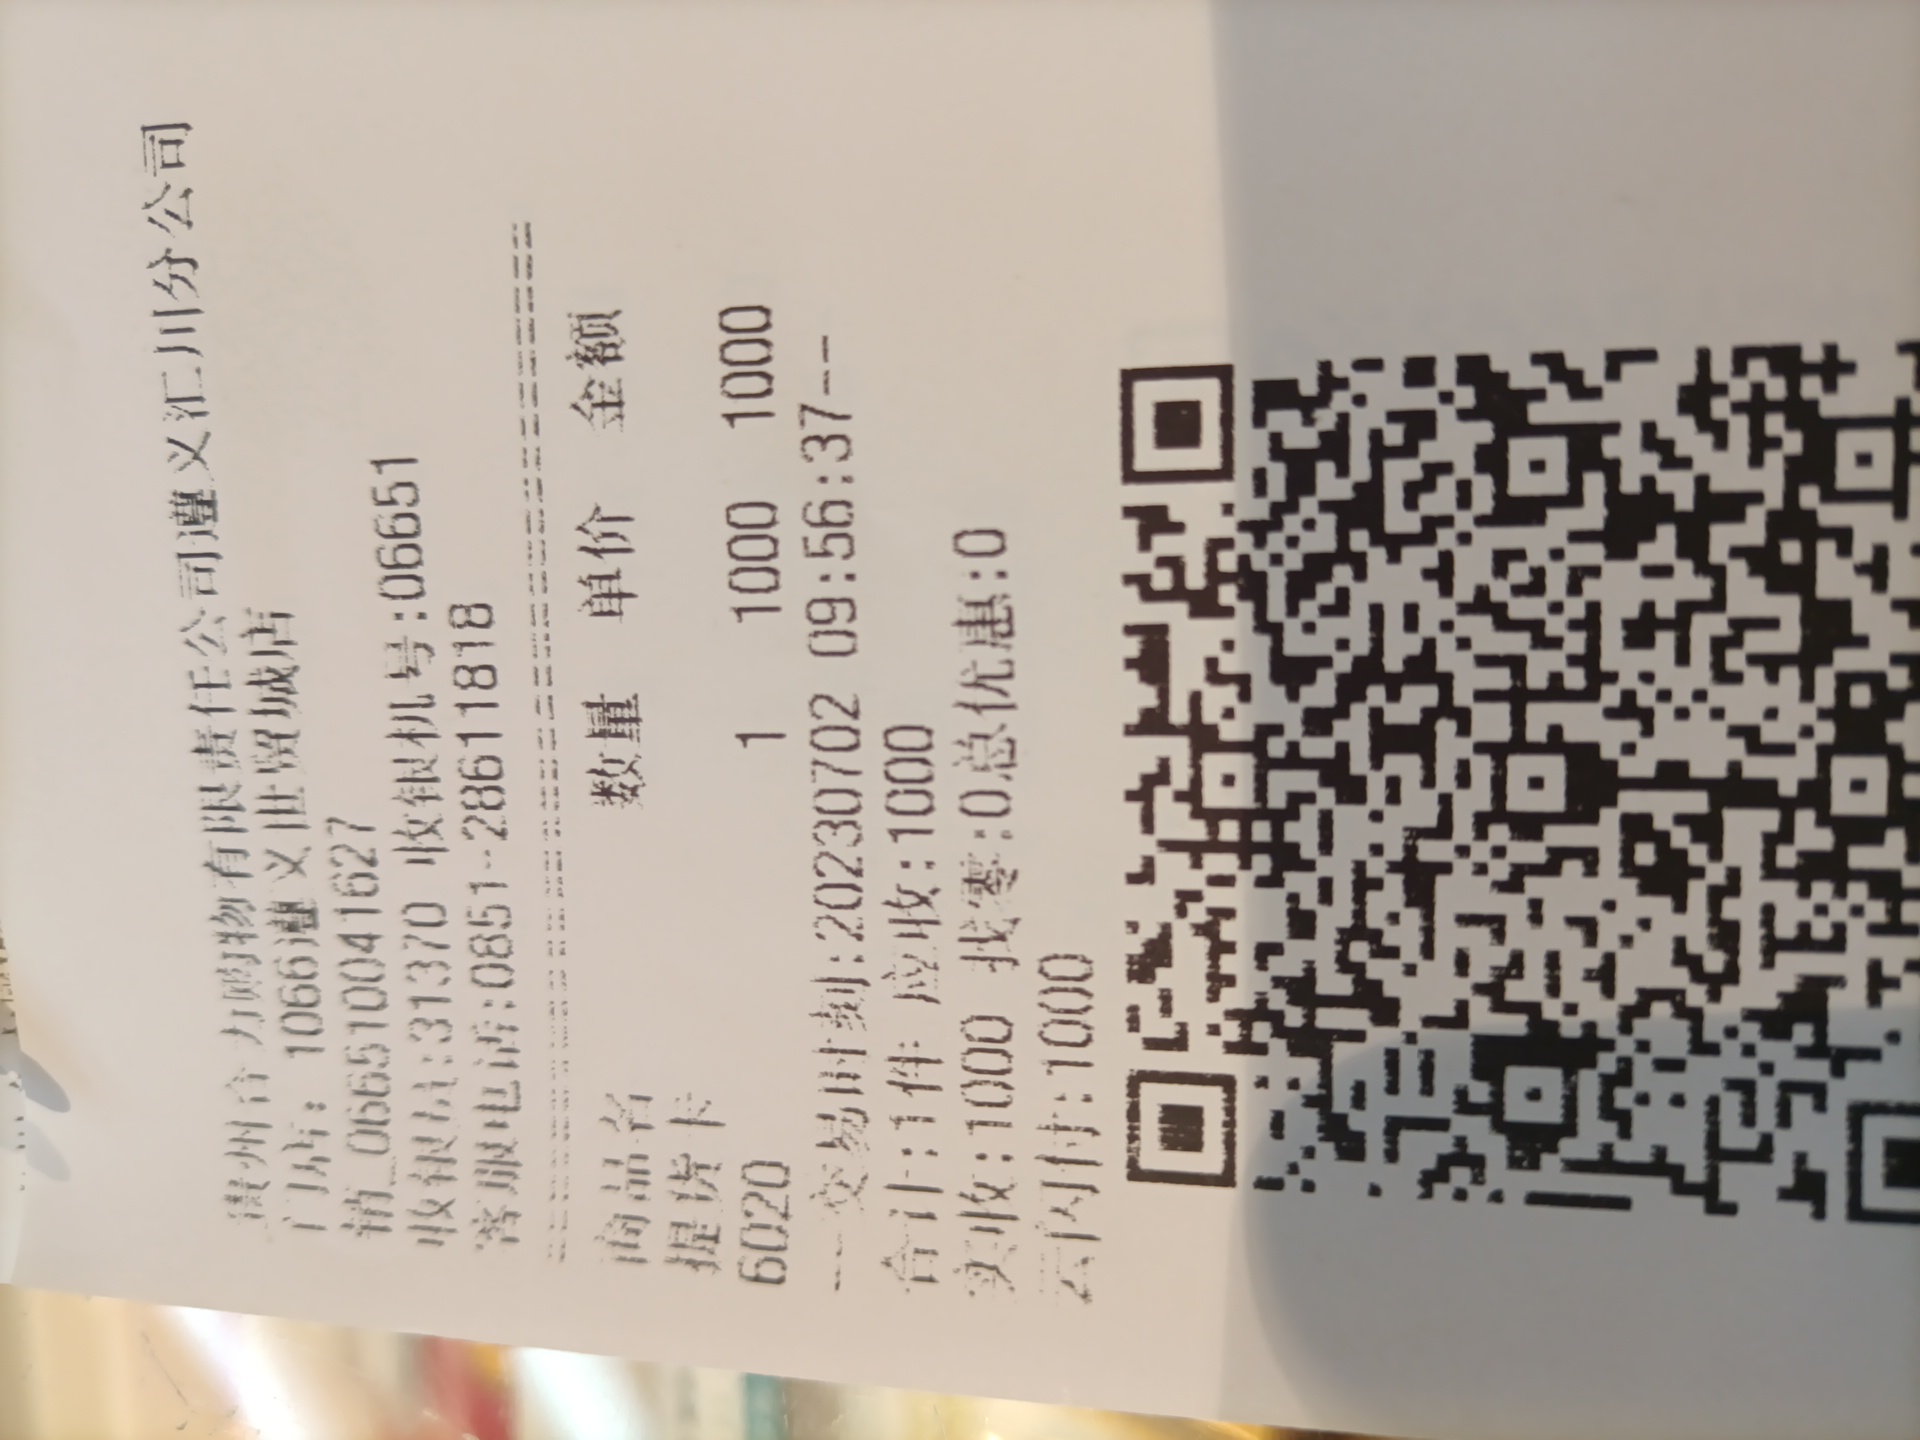 贵州合力购物有限责任公司遵义汇川分公司
门店: 1066遵义世贸城店
销_066510041627
收银员:31370 收银机号:06651
客服电话:0851-28611818
================================
商品名 数量 单价 金额
提货卡
6020 1 1000 1000
--交易时刻:20230702 09:56:37--
合计:1件 应收:1000
实收:1000 找零:0总优惠:0
云闪付:1000